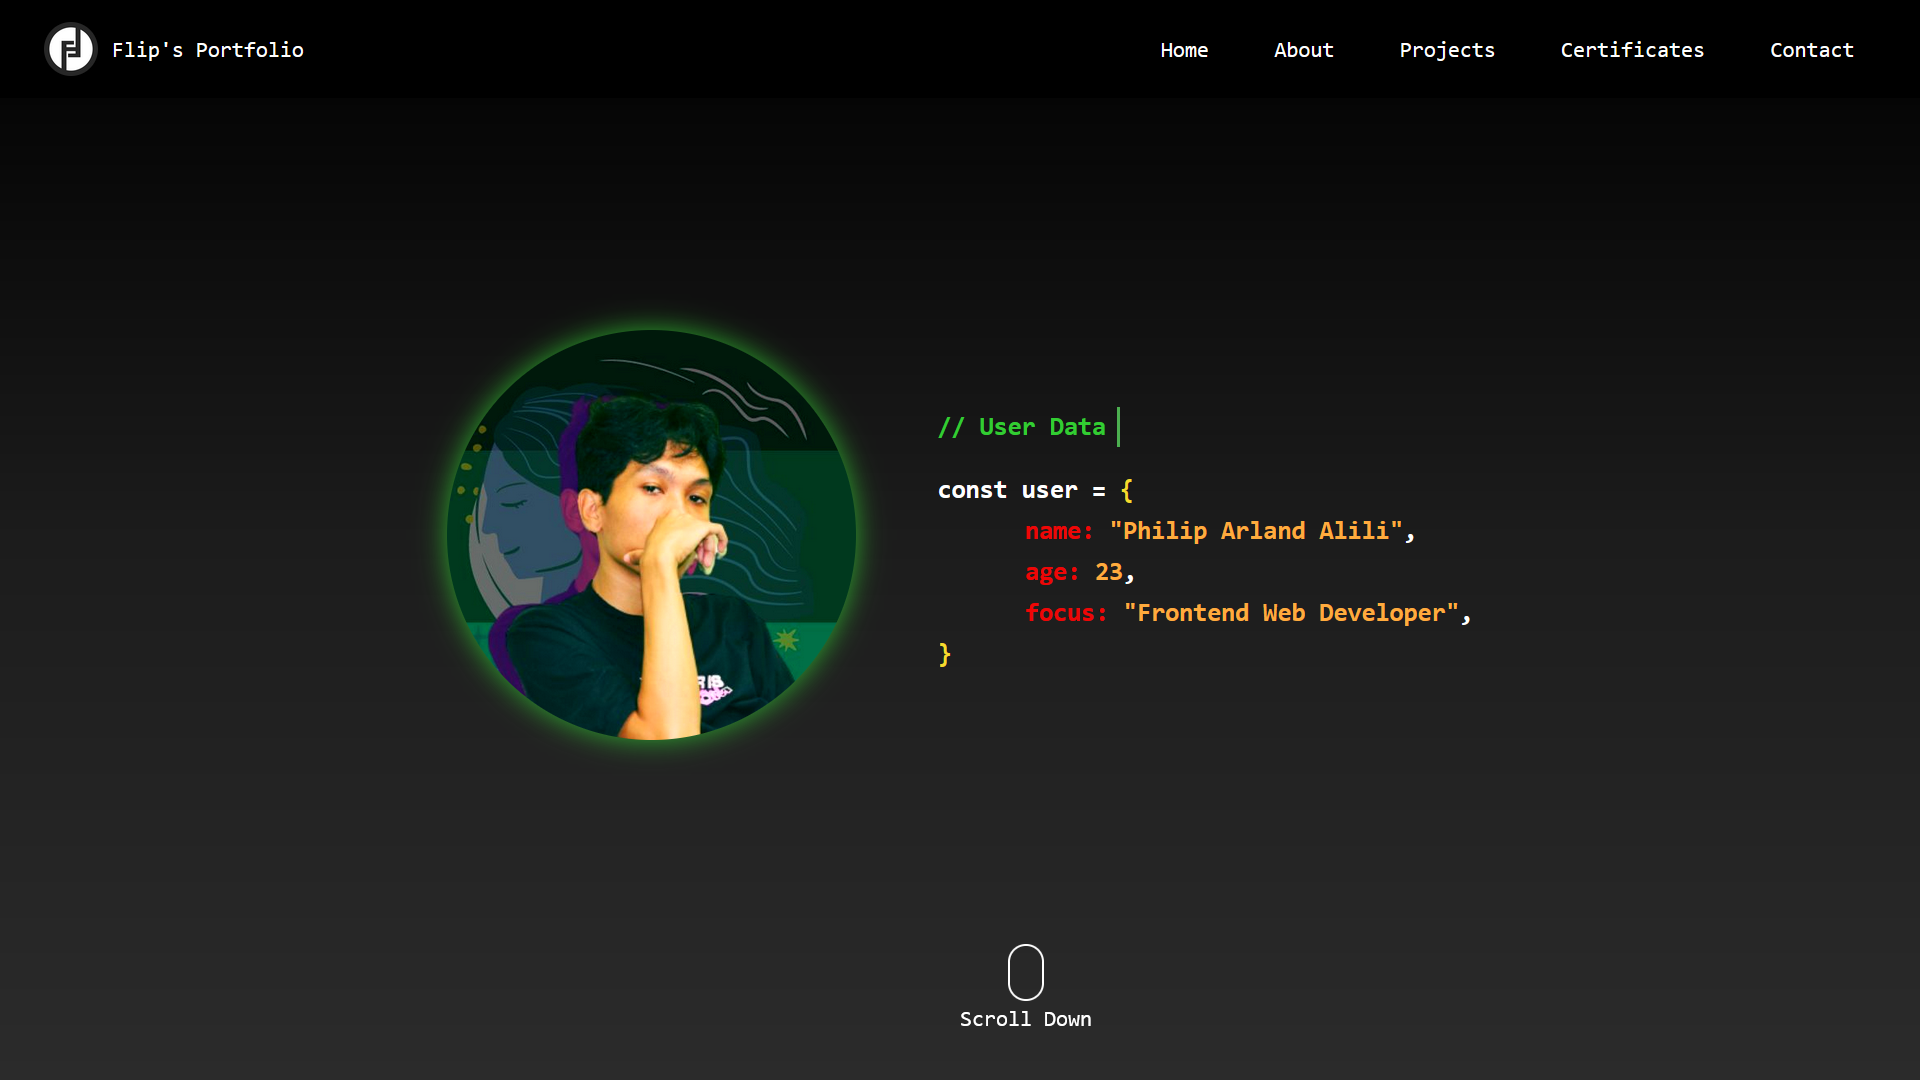 Flip's Portfolio
Home About Projects Certificates Contact
// User Data
const user = {
name: "Philip Arland Alili",
age: 23,
focus: "Frontend Web Developer",
}
Scroll Down